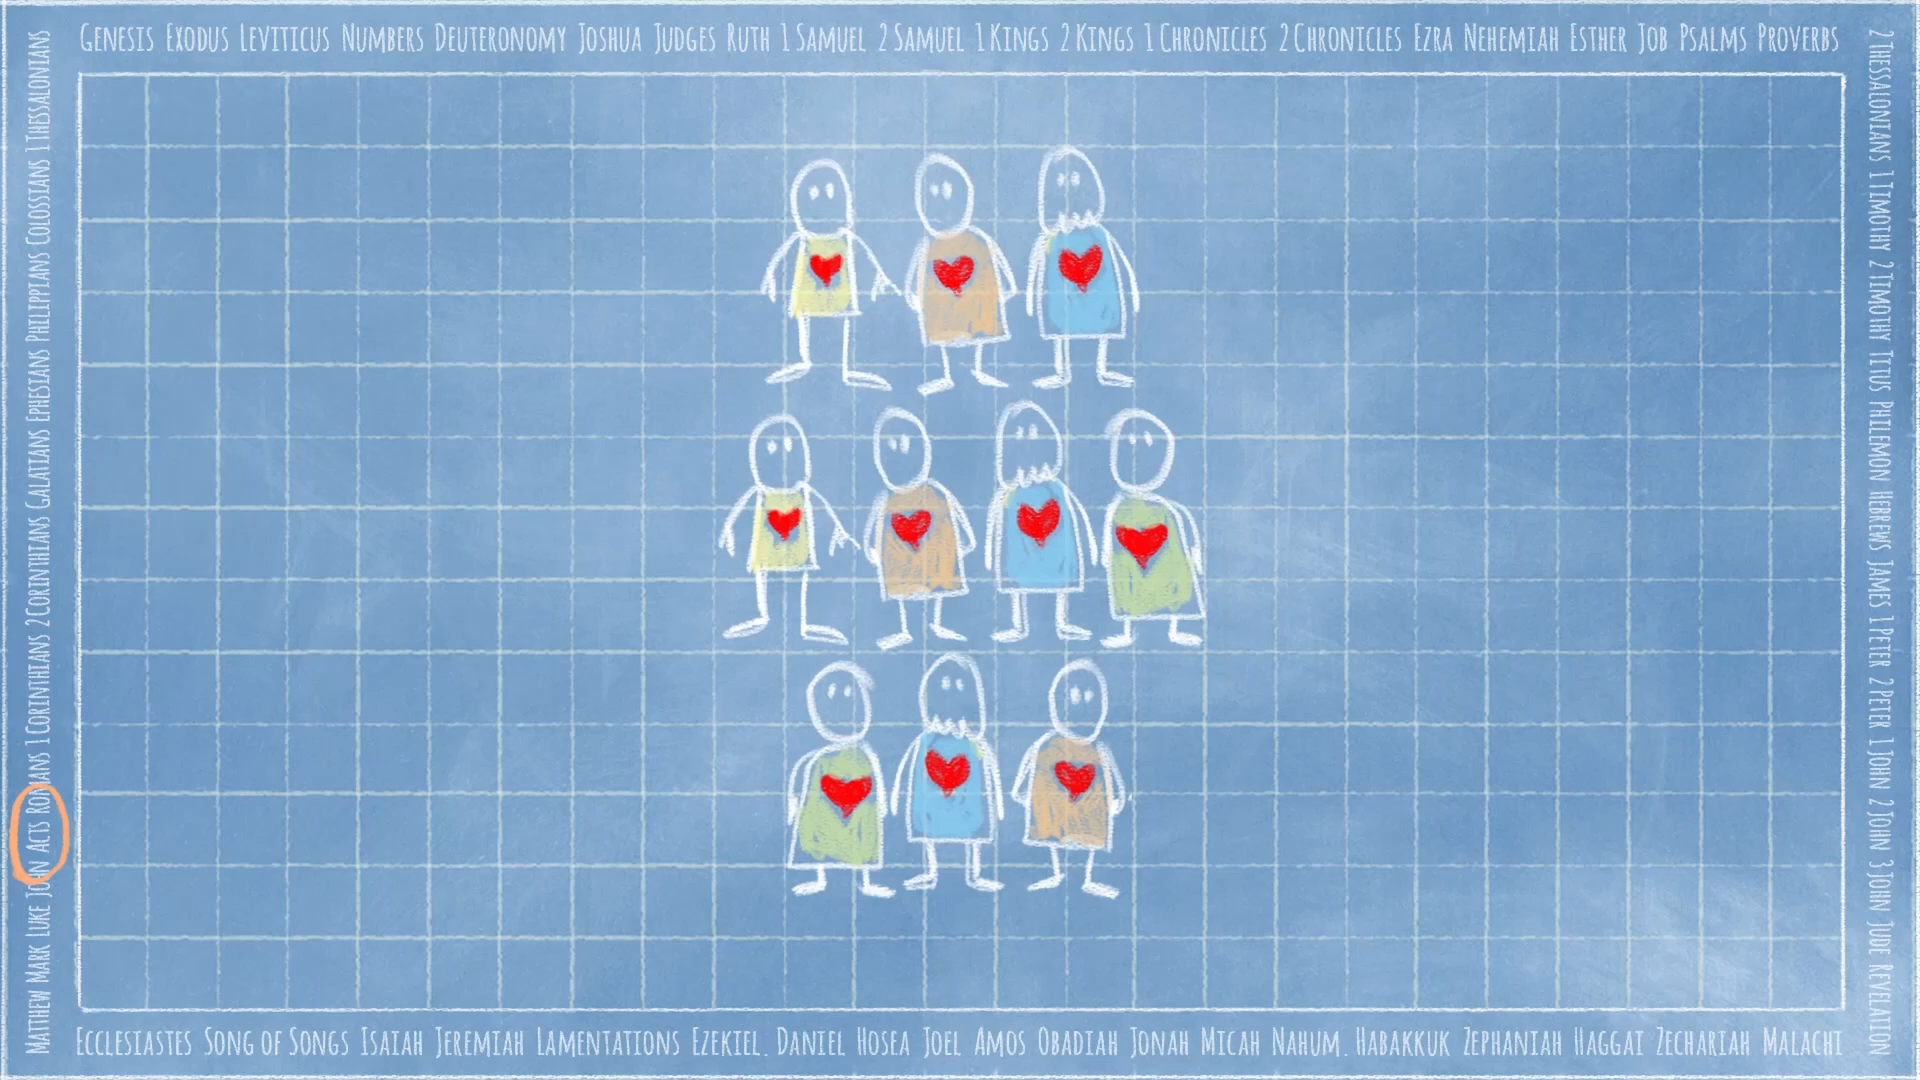 Genesis Exodus Leviticus Numbers Deuteronomy Joshua Judges Ruth 1 Samuel 2 Samuel 1 Kings 2 Kings 1 Chronicles 2 Chronicles Ezra Nehemiah Esther Job Psalms Proverbs
Ecclesiastes Song of Songs Isaiah Jeremiah Lamentations Ezekiel. Daniel Hosea Joel Amos Obadiah Jonah Micah Nahum. Habakkuk Zephaniah Haggai Zechariah Malachi
Matthew Mark Luke John Acts Romans 1 Corinthians 2 Corinthians Galatians Ephesians Philippians Colossians 1 Thessalonians
2 Thessalonians 1 Timothy 2 Timothy Titus Philemon Hebrews James 1 Peter 2 Peter 1 John 2 John 3 John Jude Revelation